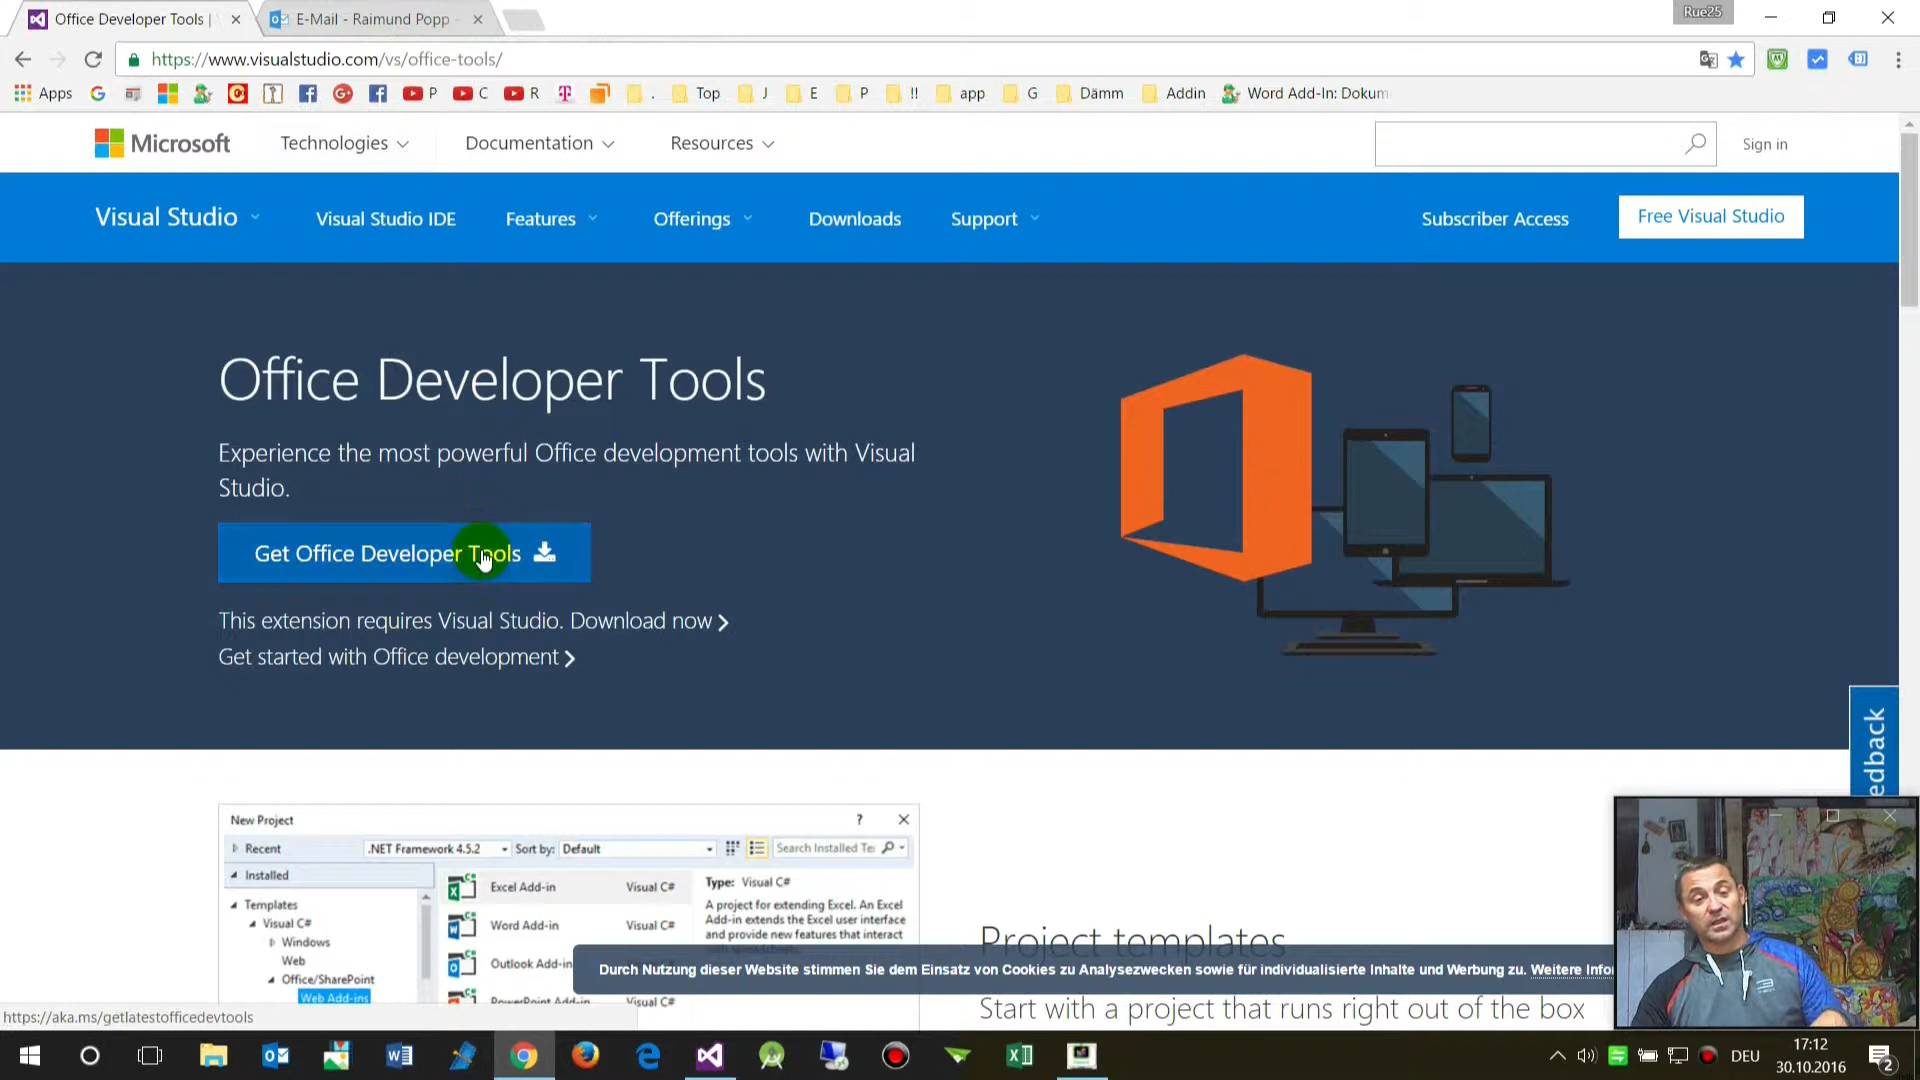 Office Developer Tools |
E-Mail - Raimund Popp -
Rue25
https://www.visualstudio.com/vs/office-tools/
Apps
P
C
R
.
Top
J
E
P
!!
app
G
Dämm
Addin
Word Add-In: Dokum
Microsoft
Technologies
Documentation
Resources
Sign in
Visual Studio
Visual Studio IDE
Features
Offerings
Downloads
Support
Subscriber Access
Free Visual Studio
Office Developer Tools
Experience the most powerful Office development tools with Visual
Studio.
Get Office Developer Tools
This extension requires Visual Studio. Download now
Get started with Office development
edback
New Project
?
Recent
.NET Framework 4.5.2
Sort by:
Default
Search Installed Te
Installed
Templates
Visual C#
Windows
Web
Office/SharePoint
Web Add-ins
Excel Add-in
Visual C#
Word Add-in
Visual C#
Outlook Add-in
PowerPoint Add-in
Visual C#
Type: Visual C#
A project for extending Excel. An Excel
Add-in extends the Excel user interface
and provide new features that interact
Project templates
Durch Nutzung dieser Website stimmen Sie dem Einsatz von Cookies zu Analysezwecken sowie für individualisierte Inhalte und Werbung zu. Weitere Infor
Start with a project that runs right out of the box
https://aka.ms/getlatestofficedevtools
DEU
17:12
30.10.2016
2